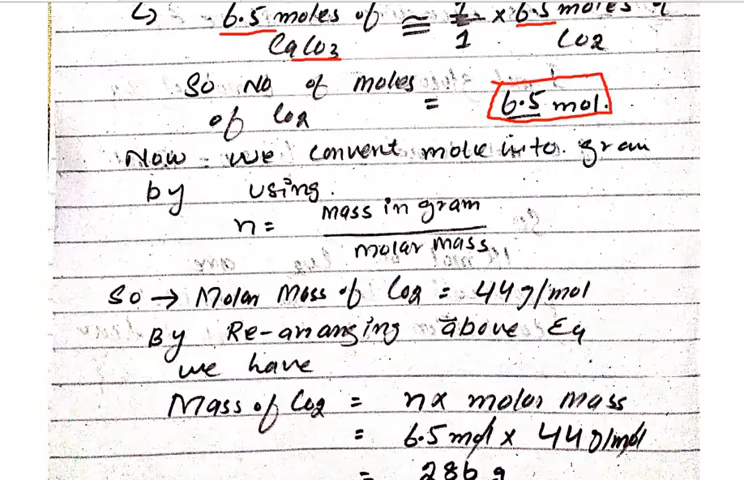 ↳ 6.5 moles of ≅ 1/1 × 6.5 moles of
CaCO3 CO2
So No of moles
of CO2 = 6.5 mol.
Now we convert mole into gram
by using.
n = Mass in gram
molar mass
So → Molar Mass of CO2 = 44 g/mol
By Re-arranging above Eq
we have
Mass of CO2 = n x molar mass
= 6.5 mol x 44 g/mol
= 286 g